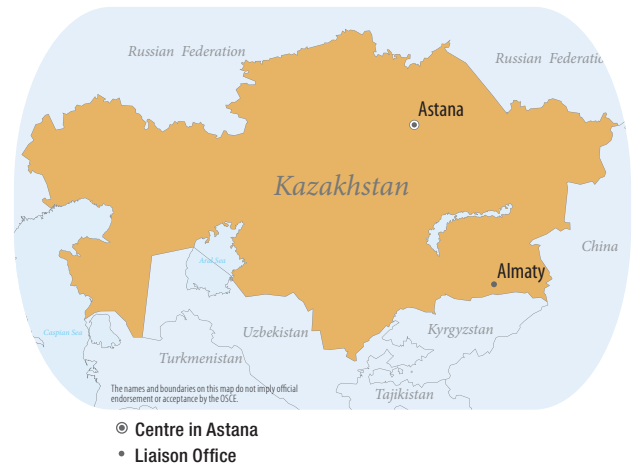 Russian Federation
Russian Federatio
Astana
Kazakhstan
China
Aral Sea
Almaty
Caspian Sea
Uzbekistan
Kyrgyzstan
Turkmenistan
Tajikistan
The names and boundaries on this map do not imply official
endorsement or acceptance by the OSCE.
Centre in Astana
Liaison Office